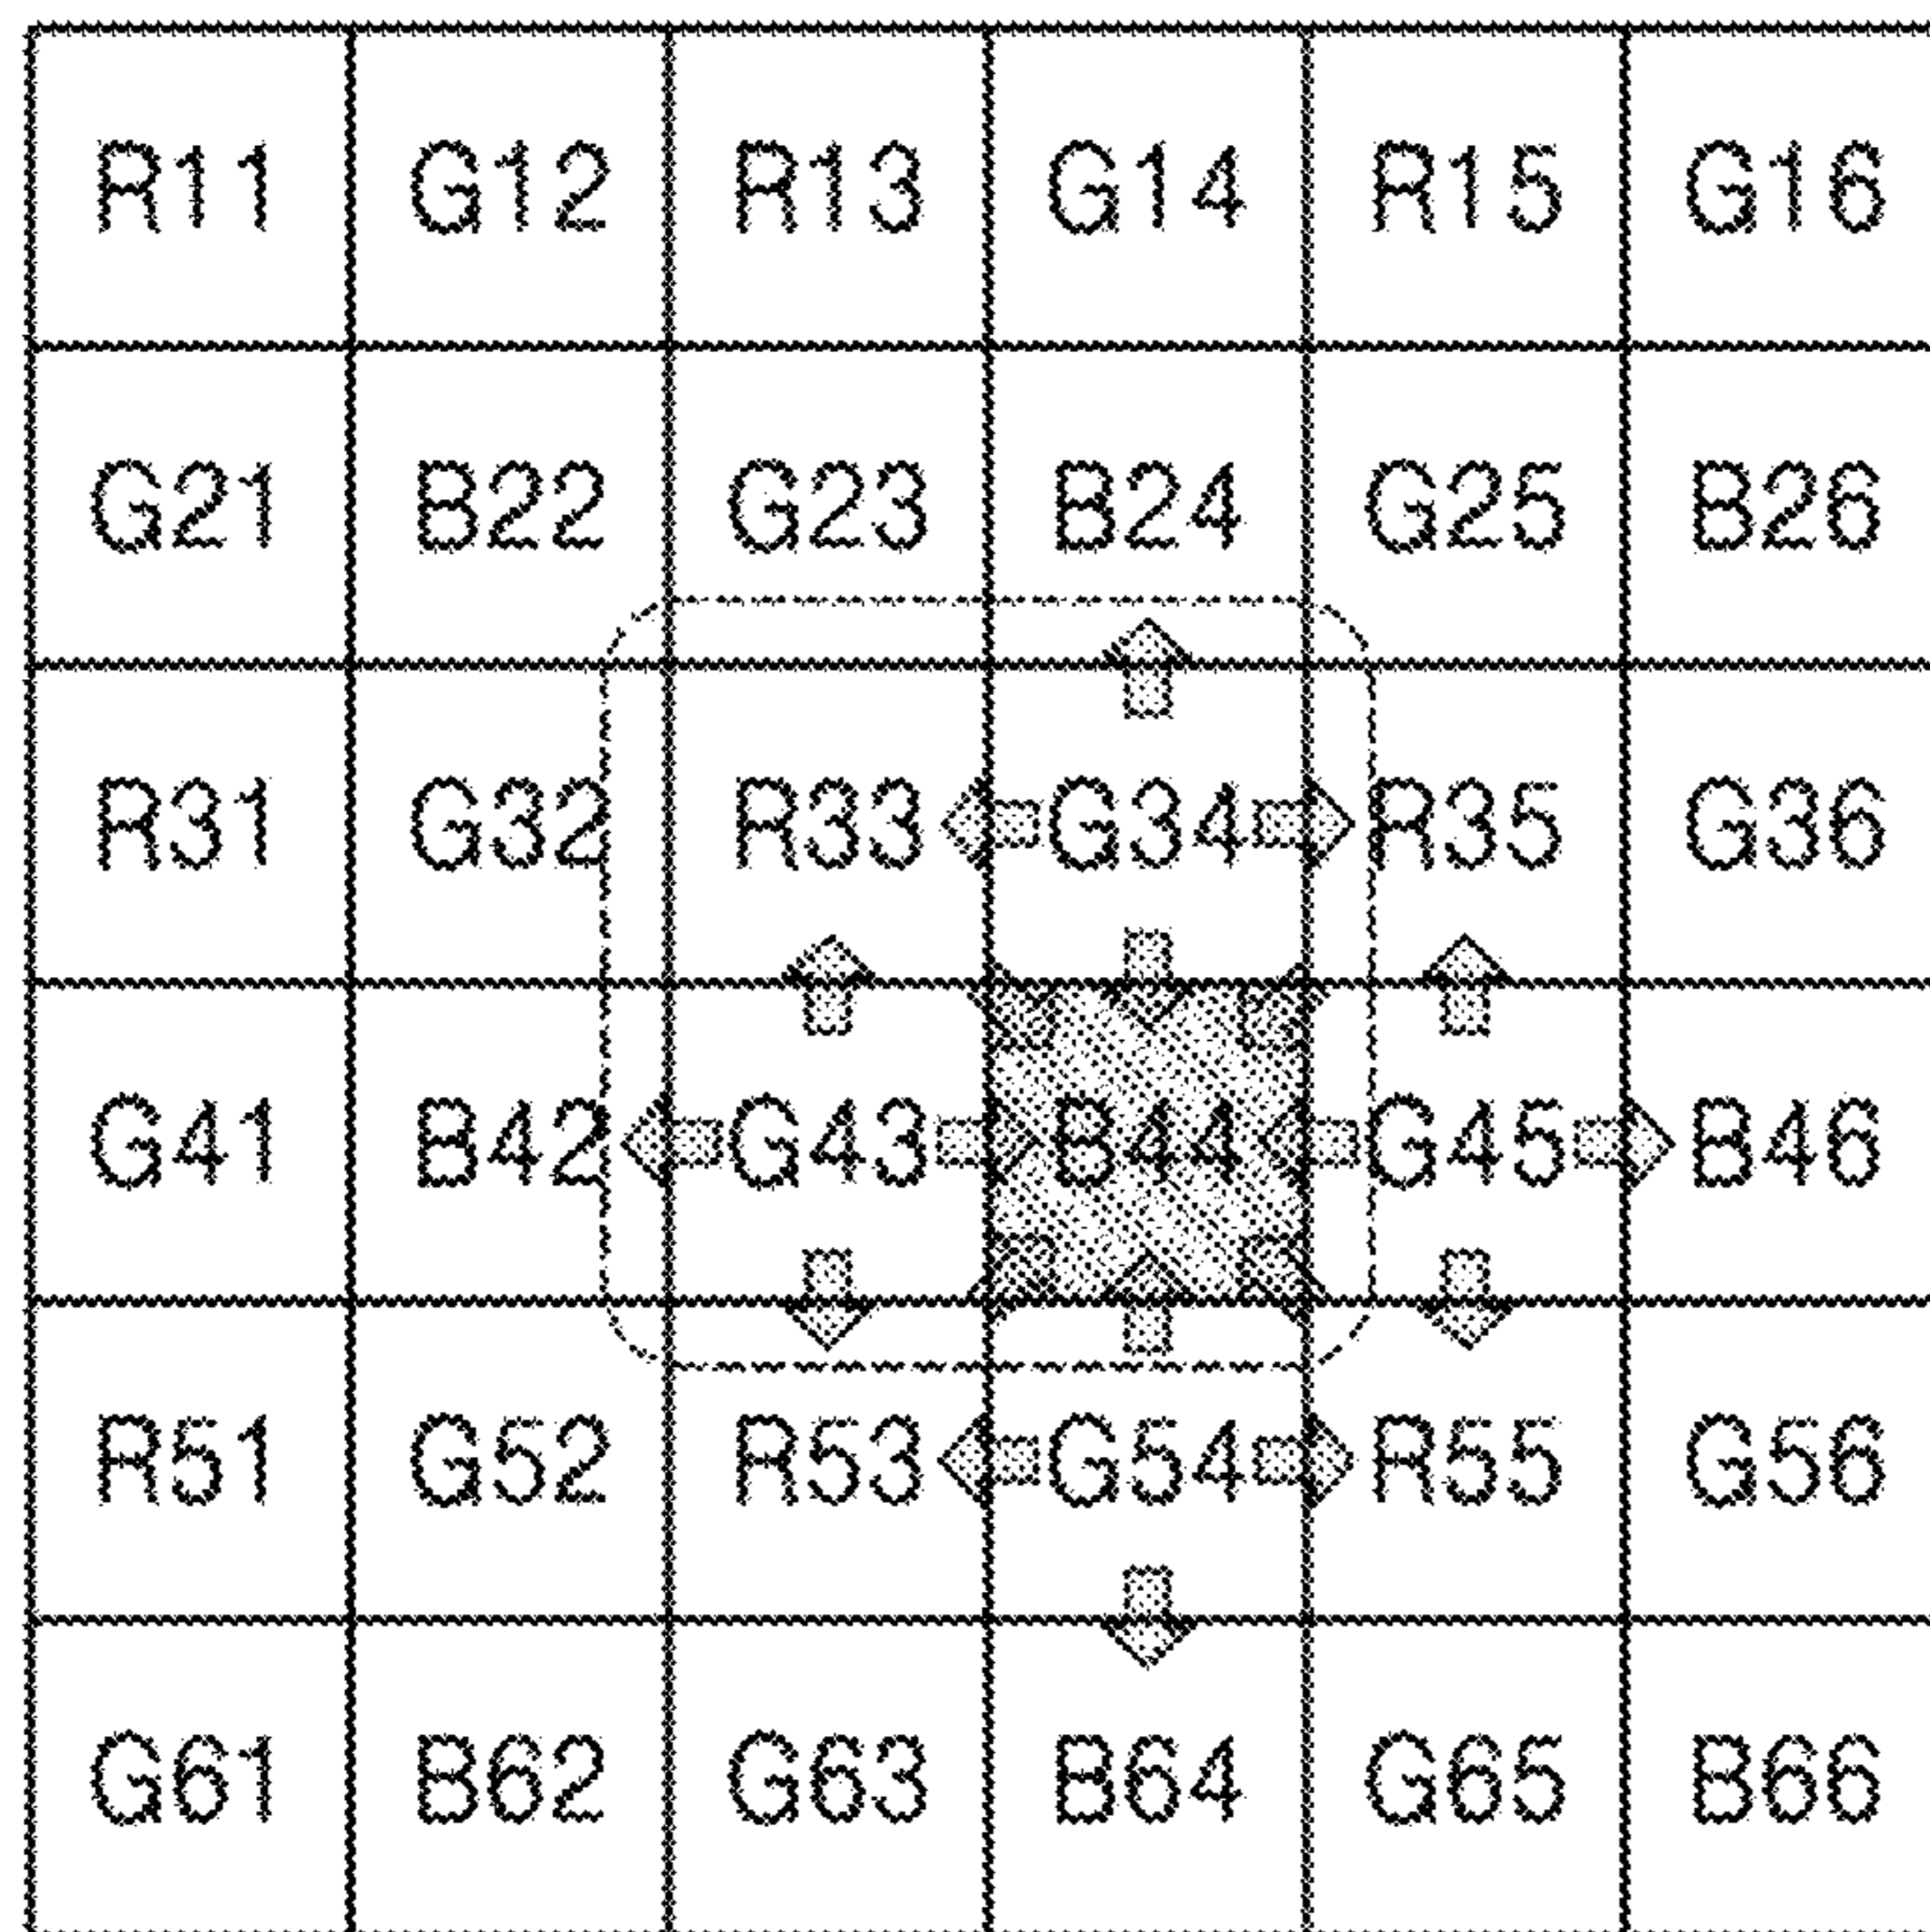 R11 G12 R13 G14 R15 G16
G21 B22 G23 B24 G25 B26
R31 G32 R33 G34 R35 G36
G41 B42 G43 B44 G45 B46
R51 G52 R53 G54 R55 G56
G61 B62 G63 B64 G65 B66